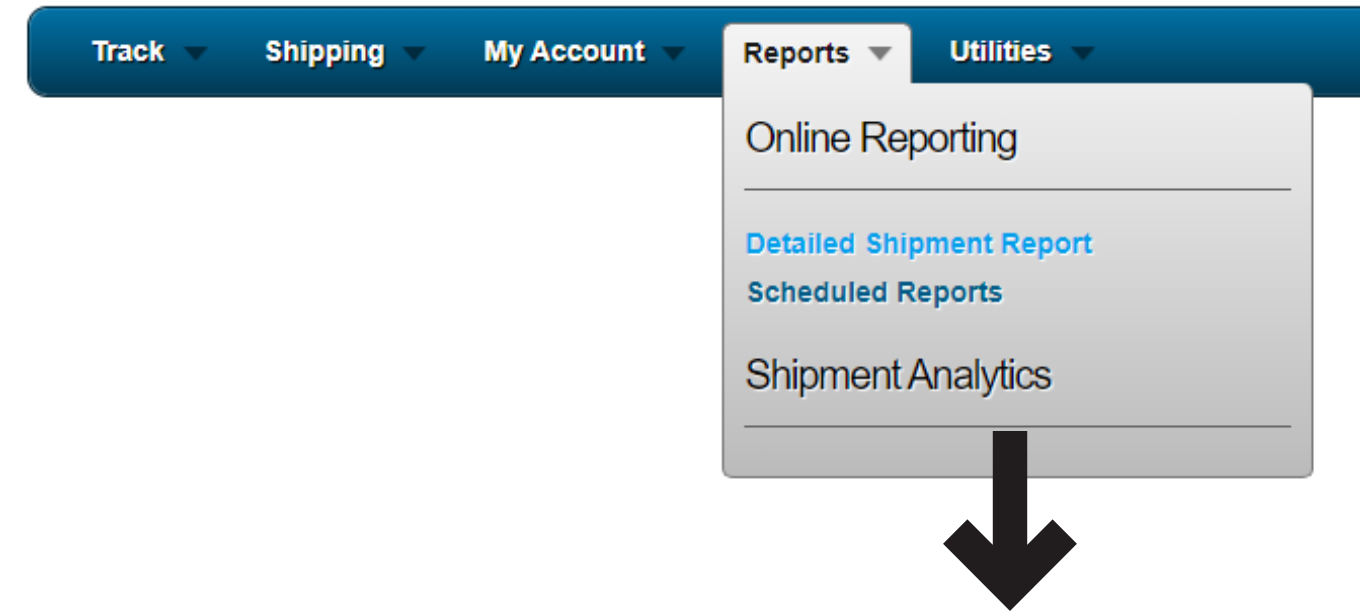 Track Shipping My Account Reports Utilities
Online Reporting
Detailed Shipment Report
Scheduled Reports
Shipment Analytics